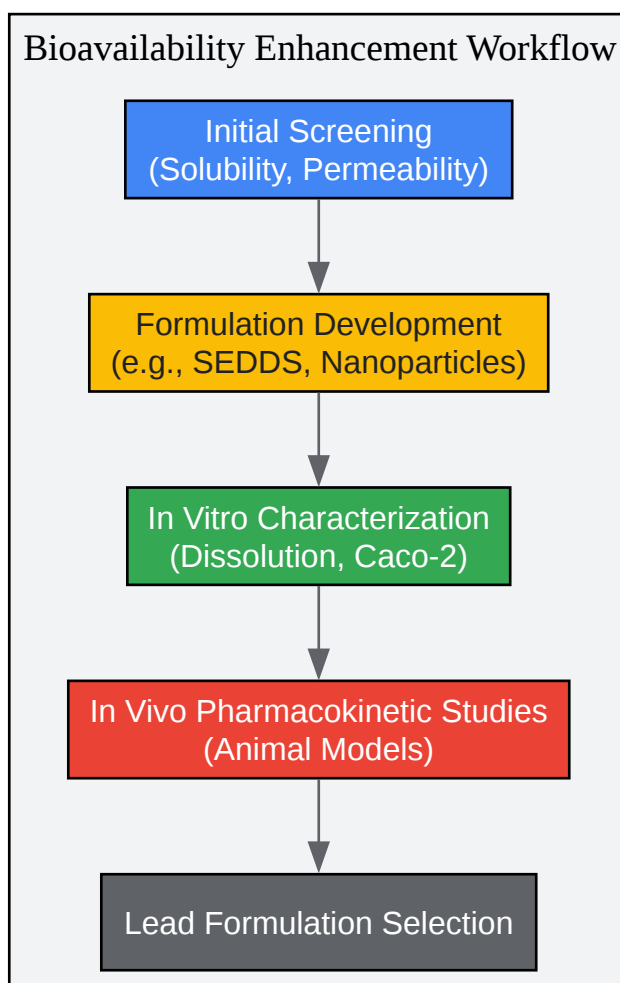 Bioavailability Enhancement Workflow
Initial Screening
(Solubility, Permeability)
Formulation Development
(e.g., SEDDS, Nanoparticles)
In Vitro Characterization
(Dissolution, Caco-2)
In Vivo Pharmacokinetic Studies
(Animal Models)
Lead Formulation Selection